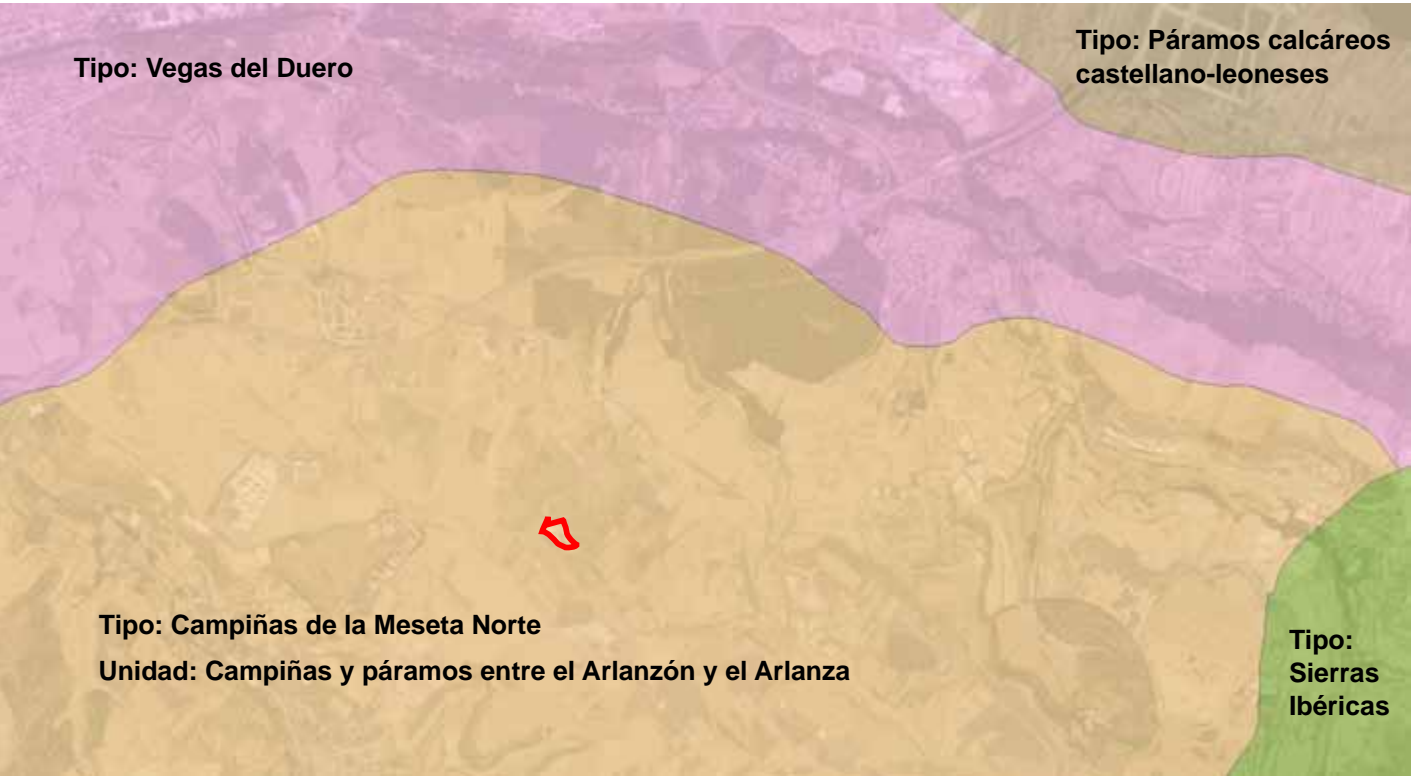 Tipo: Vegas del Duero
Tipo: Páramos calcáreos
castellano-leoneses
Tipo: Campiñas de la Meseta Norte
Unidad: Campiñas y páramos entre el Arlanzón y el Arlanza
Tipo:
Sierras
Ibéricas